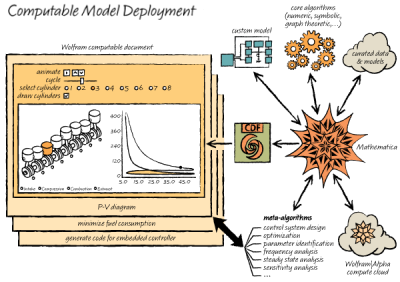 Computable Model Deployment
core algorithms
(numeric, symbolic,
graph theoretic,...)
custom model
curated data
& models
Wolfram computable document
animate
cycle
select cylinder 1 2 3 4 5 6 7 8
draw cylinders
400
240
120
0
5.0 15.0 25.0 35.0 45.0
Intake Compressive Combustion Exhaust
P-V diagram
minimize fuel consumption
generate code for embedded controller
CDF
Mathematica
meta-algorithms
control system design
optimization
parameter identification
frequency analysis
steady state analysis
sensitivity analysis
...
Wolfram|Alpha
compute cloud